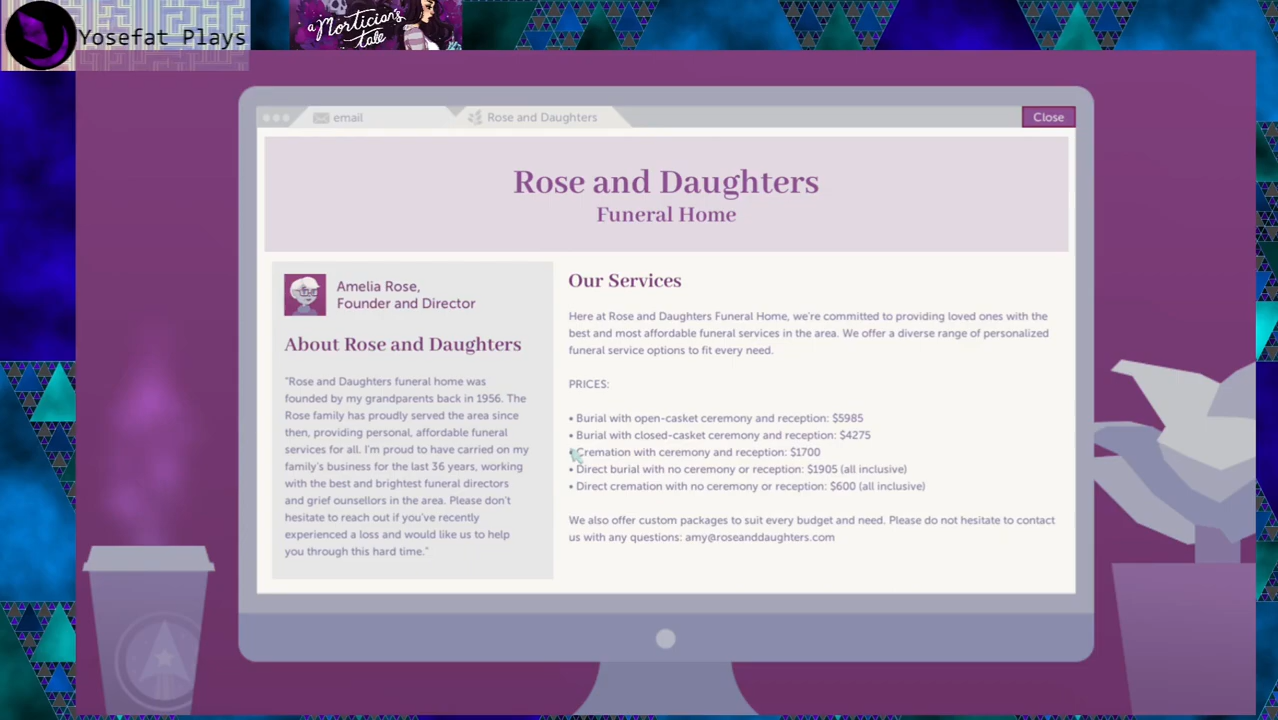 Yosefat Plays
a Mortician's
tale
email
Rose and Daughters
Close
Rose and Daughters
Funeral Home
Amelia Rose,
Founder and Director
About Rose and Daughters
"Rose and Daughters funeral home was
founded by my grandparents back in 1956. The
Rose family has proudly served the area since
then, providing personal, affordable funeral
services for all. I'm proud to have carried on my
family's business for the last 36 years, working
with the best and brightest funeral directors
and grief ounsellors in the area. Please don't
hesitate to reach out if you've recently
experienced a loss and would like us to help
you through this hard time."
Our Services
Here at Rose and Daughters Funeral Home, we're committed to providing loved ones with the
best and most affordable funeral services in the area. We offer a diverse range of personalized
funeral service options to fit every need.
PRICES:
• Burial with open-casket ceremony and reception: $5985
• Burial with closed-casket ceremony and reception: $4275
• Cremation with ceremony and reception: $1700
• Direct burial with no ceremony or reception: $1905 (all inclusive)
• Direct cremation with no ceremony or reception: $600 (all inclusive)
We also offer custom packages to suit every budget and need. Please do not hesitate to contact
us with any questions: amy@roseanddaughters.com